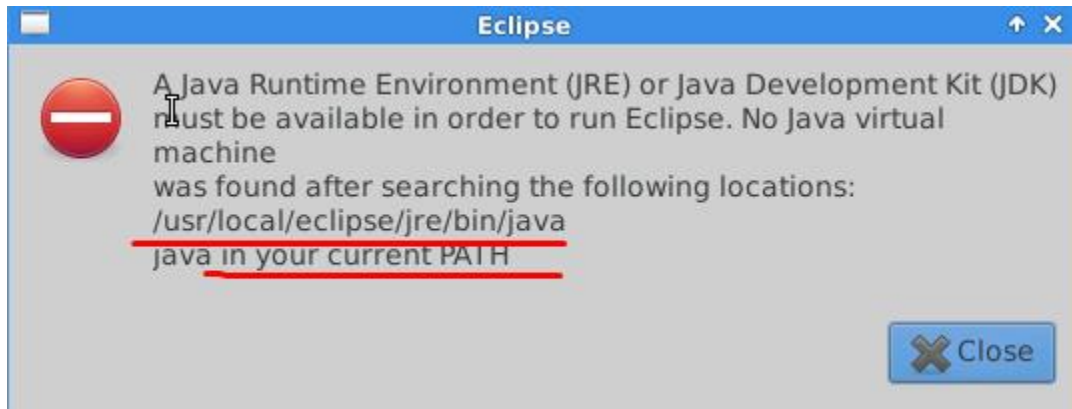 Eclipse
A Java Runtime Environment (JRE) or Java Development Kit (JDK)
must be available in order to run Eclipse. No Java virtual
machine
was found after searching the following locations:
/usr/local/eclipse/jre/bin/java
java in your current PATH
Close